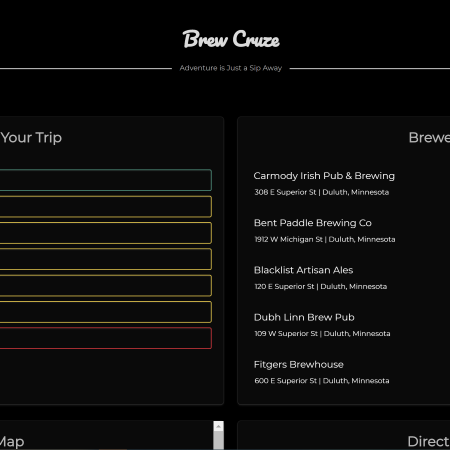 Brew Cruze
Adventure is Just a Sip Away
Your Trip
Brewe
Carmody Irish Pub & Brewing
308 E Superior St | Duluth, Minnesota
Bent Paddle Brewing Co
1912 W Michigan St | Duluth, Minnesota
Blacklist Artisan Ales
120 E Superior St | Duluth, Minnesota
Dubh Linn Brew Pub
109 W Superior St | Duluth, Minnesota
Fitgers Brewhouse
600 E Superior St | Duluth, Minnesota
Map
Direct